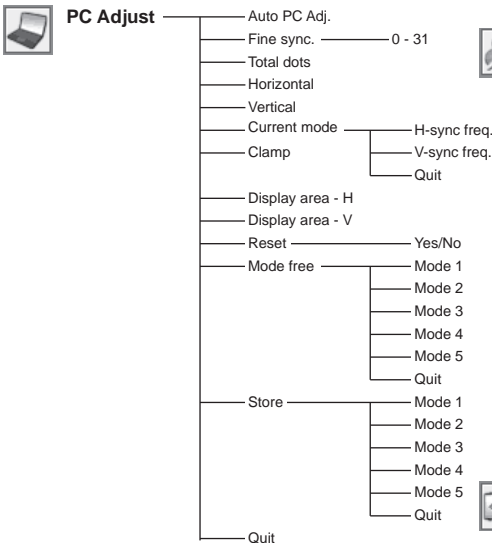 PC Adjust
Auto PC Adj.
Fine sync. 0 - 31
Total dots
Horizontal
Vertical
Current mode H-sync freq.
Clamp V-sync freq.
Quit
Display area - H
Display area - V
Reset Yes/No
Mode free Mode 1
Mode 2
Mode 3
Mode 4
Mode 5
Quit
Store Mode 1
Mode 2
Mode 3
Mode 4
Mode 5
Quit
Quit